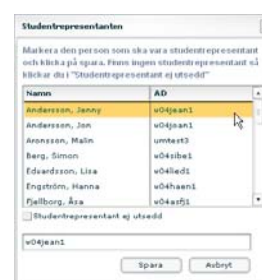 Studentrepresentanten
Markera den person som ska vara studentrepresentant
och klicka på spara. Finns ingen studentrepresentant så
klickar du i "Studentrepresentant ej utsedd"
Namn AD
Andersson, Jenny v04jean1
Andersson, Jon v04joan1
Aronsson, Malin umtest3
Berg, Simon v04sibe1
Edvardsson, Lisa v04lied1
Engström, Hanna v04haen1
Fjellborg, Åsa v04asfj1
Studentrepresentant ej utsedd
v04jean1
Spara Avbryt